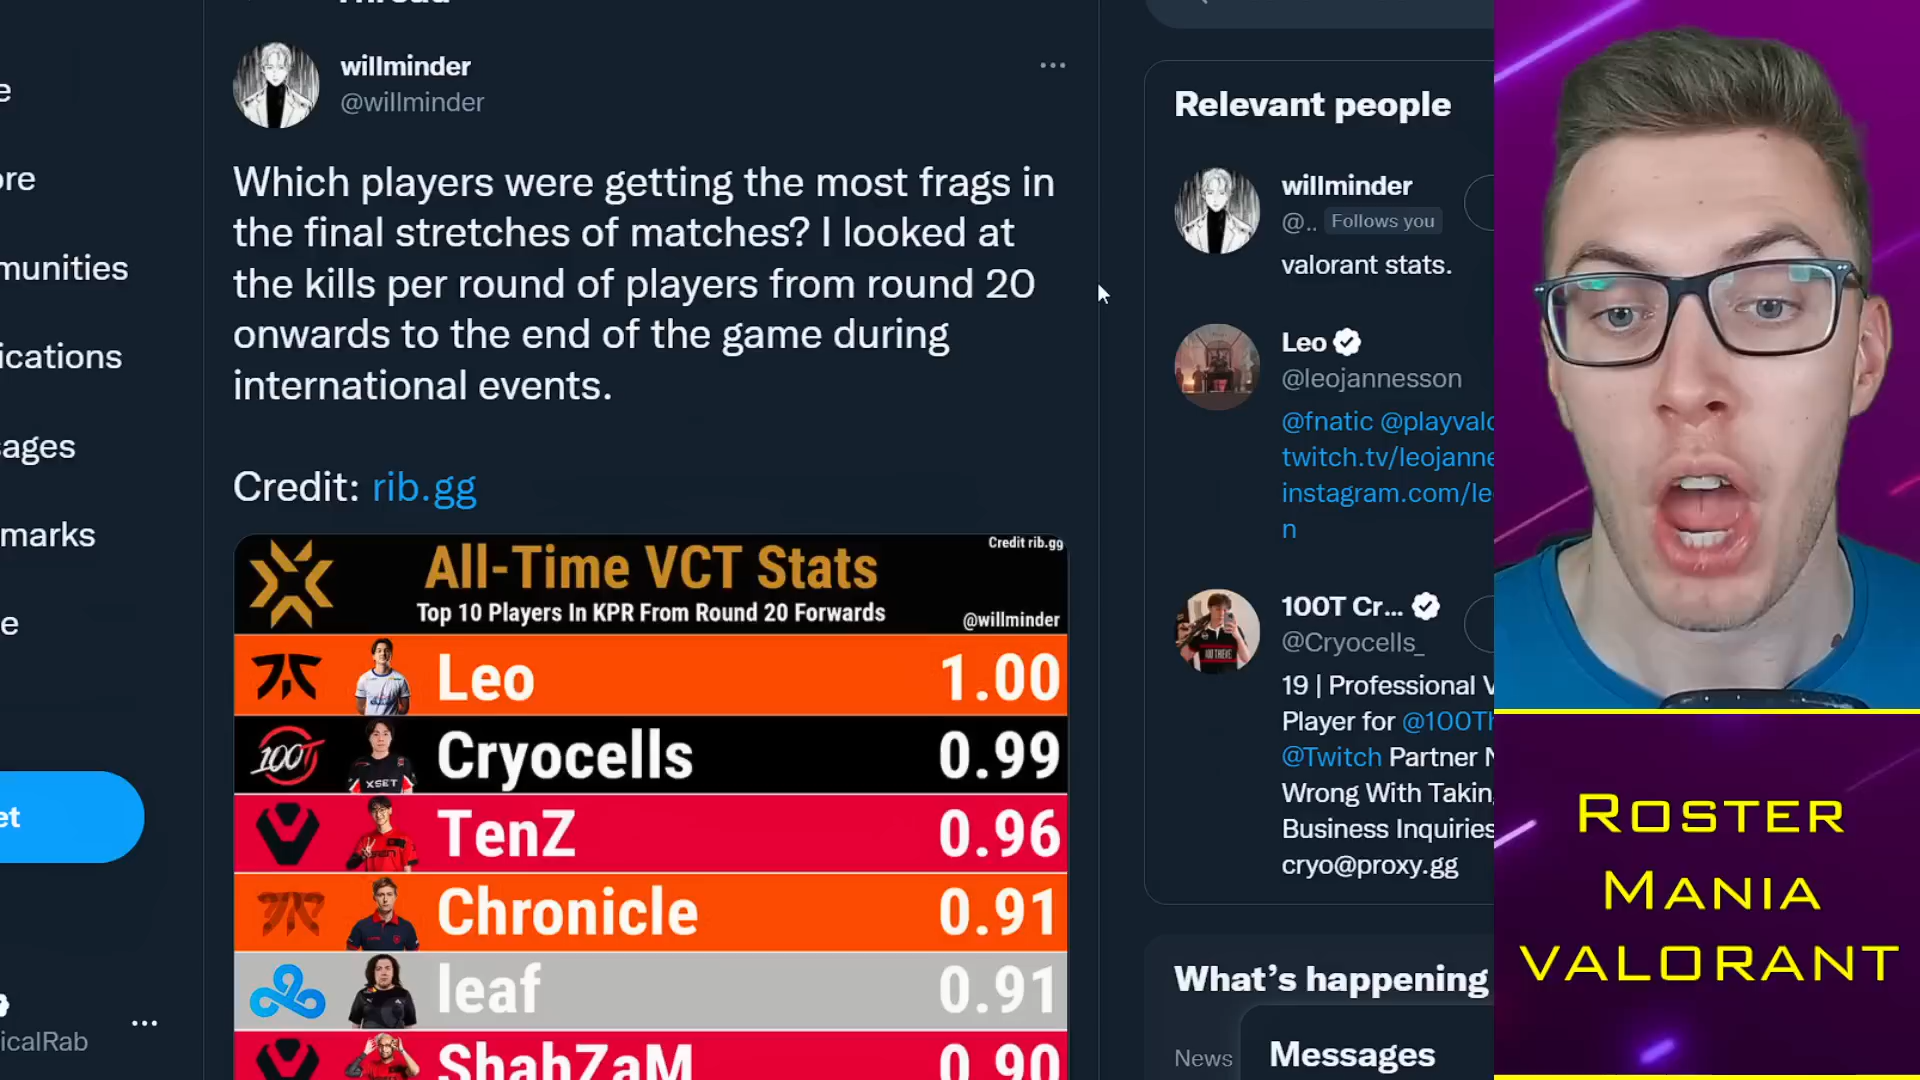 Thread
willminder
@willminder
Which players were getting the most frags in
the final stretches of matches? I looked at
the kills per round of players from round 20
onwards to the end of the game during
international events.
Credit: rib.gg
Credit rib.gg
All-Time VCT Stats
Top 10 Players In KPR From Round 20 Forwards
@willminder
Leo 1.00
100T XSET Cryocells 0.99
TenZ 0.96
Chronicle 0.91
leaf 0.91
ShahZaM 0.90
e
ore
munities
ications
sages
marks
e
et
icalRab
Relevant people
willminder
@.. Follows you
valorant stats.
Leo
@leojannesson
@fnatic @playvalo
twitch.tv/leojanne
instagram.com/le
n
100T Cr...
@Cryocells_
19 | Professional V
Player for @100Th
@Twitch Partner N
Wrong With Taking
Business Inquiries
cryo@proxy.gg
What's happening
News
Messages
ROSTER
MANIA
VALORANT